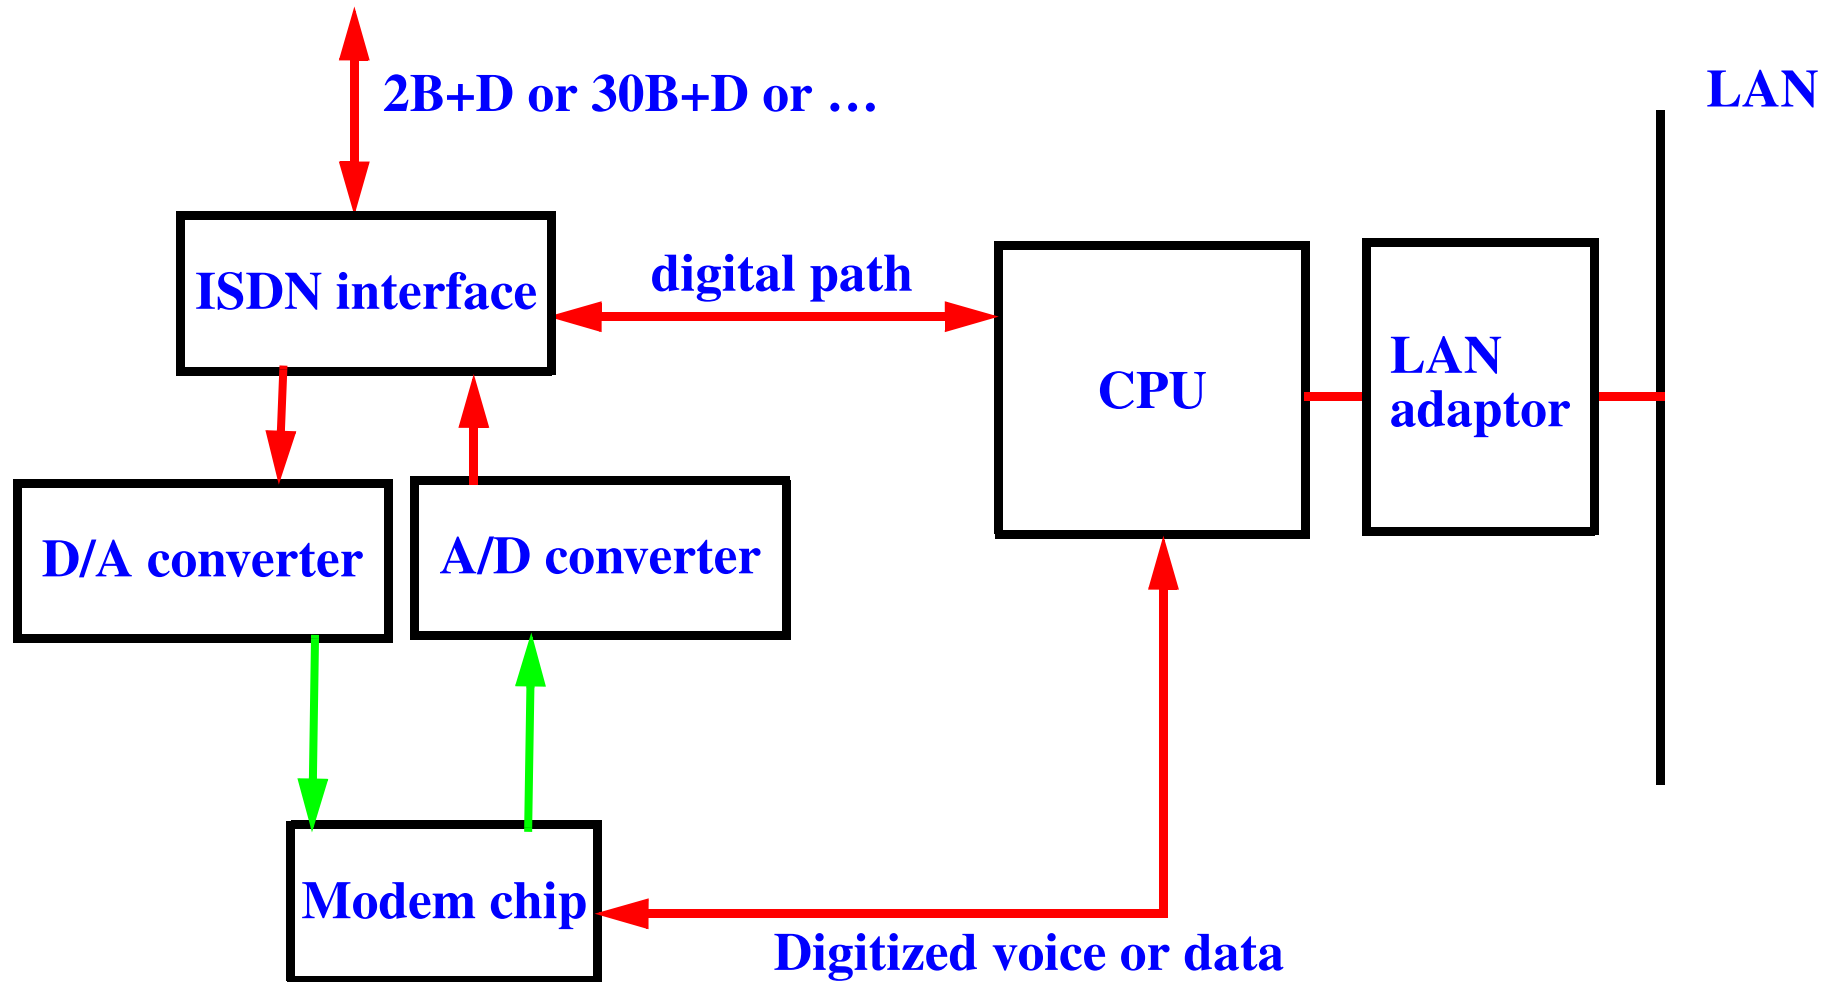 2B+D or 30B+D or …
LAN
ISDN interface
digital path
CPU
LAN
adaptor
D/A converter
A/D converter
Modem chip
Digitized voice or data